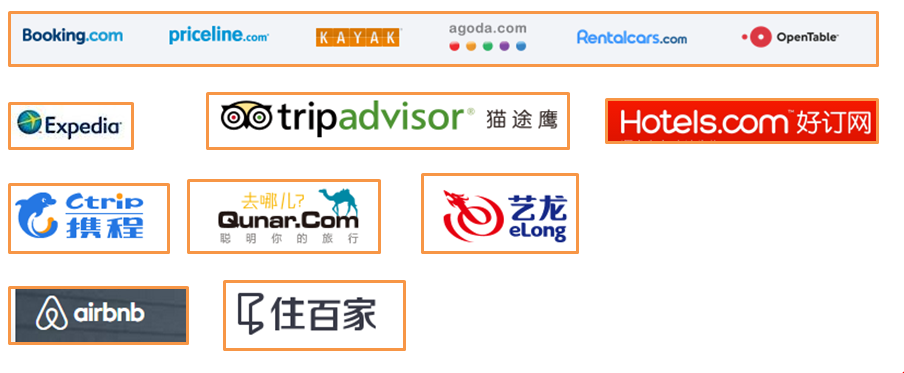 Booking.com priceline.com® KAYAK® agoda.com Rentalcars.com OpenTable®
Expedia® tripadvisor® 猫途鹰 Hotels.com™ 好订网
Ctrip
携程
去哪儿?
Qunar.Com
聪明你的旅行
艺龙
eLong
airbnb 住百家